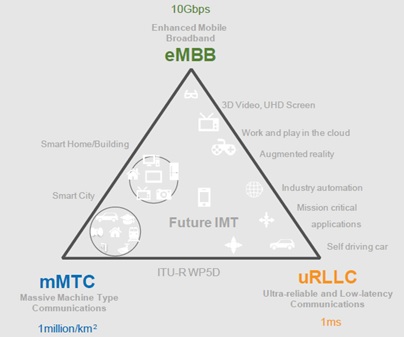 10Gbps
Enhanced Mobile
Broadband
eMBB
3D Video, UHD Screen
Work and play in the cloud
Smart Home/Building
Augmented reality
Industry automation
Smart City
Mission critical
applications
Future IMT
Self driving car
ITU-R WP5D
mMTC
Massive Machine Type
Communications
1million/km²
uRLLC
Ultra-reliable and Low-latency
Communications
1ms